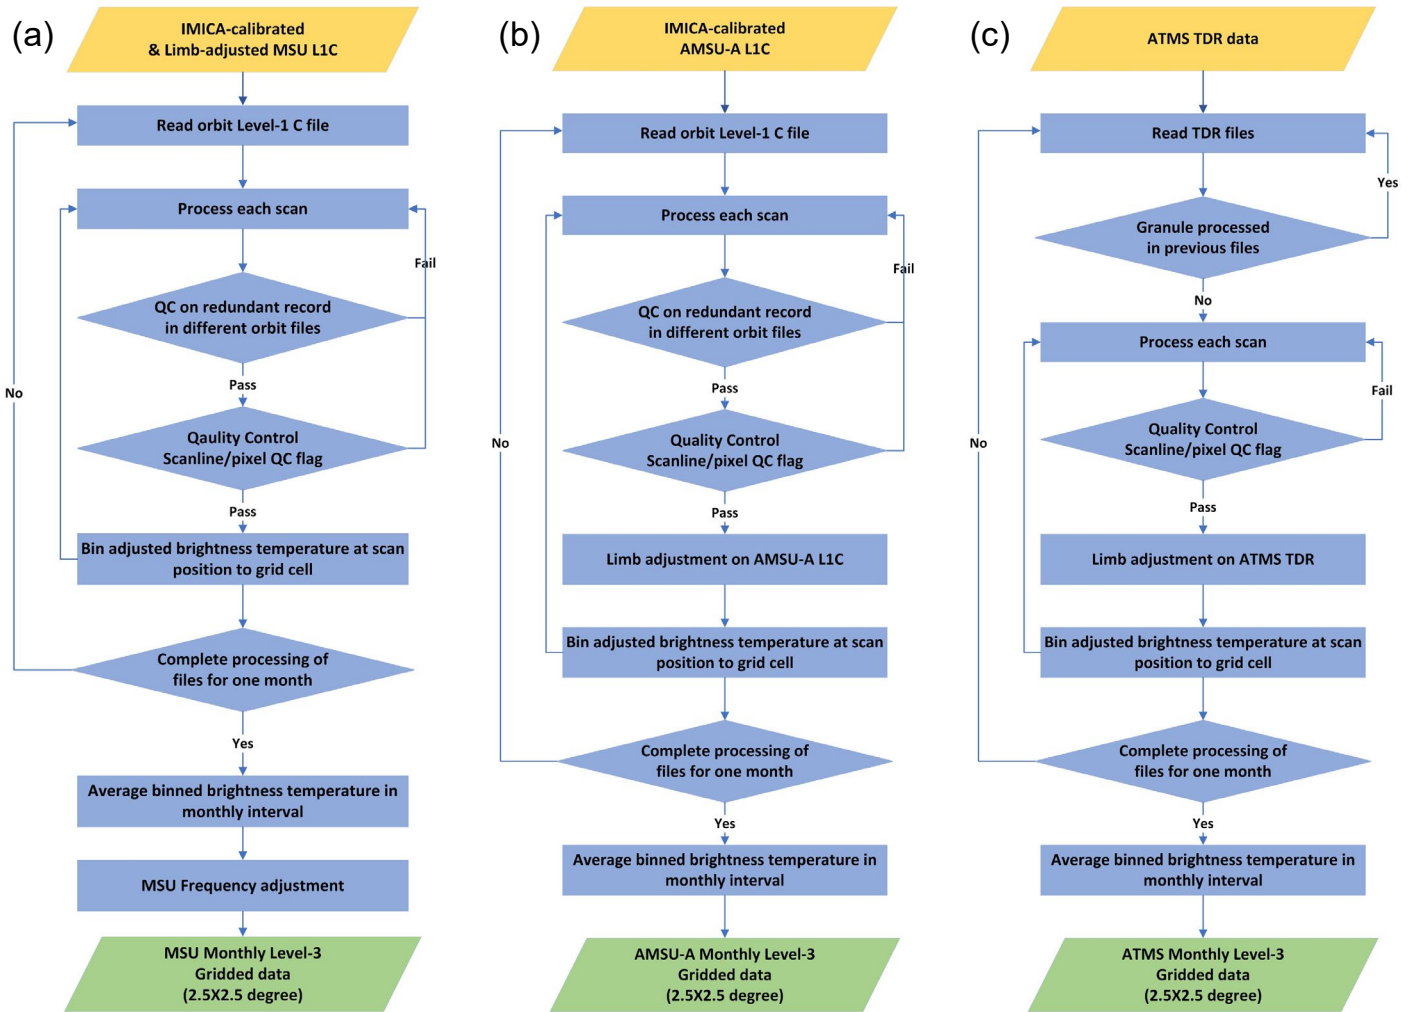 (a)
IMICA-calibrated
& Limb-adjusted MSU L1C
Read orbit Level-1 C file
Process each scan
Fail
QC on redundant record
in different orbit files
Pass
No
Qaulity Control
Scanline/pixel QC flag
Pass
Bin adjusted brightness temperature at scan
position to grid cell
Complete processing of
files for one month
Yes
Average binned brightness temperature in
monthly interval
MSU Frequency adjustment
MSU Monthly Level-3
Gridded data
(2.5X2.5 degree)
(b)
IMICA-calibrated
AMSU-A L1C
Read orbit Level-1 C file
Process each scan
Fail
QC on redundant record
in different orbit files
Pass
No
Quality Control
Scanline/pixel QC flag
Pass
Limb adjustment on AMSU-A L1C
Bin adjusted brightness temperature at scan
position to grid cell
Complete processing of
files for one month
Yes
Average binned brightness temperature in
monthly interval
AMSU-A Monthly Level-3
Gridded data
(2.5X2.5 degree)
(c)
ATMS TDR data
Read TDR files
Yes
Granule processed
in previous files
No
Process each scan
Fail
Quality Control
Scanline/pixel QC flag
No
Pass
Limb adjustment on ATMS TDR
Bin adjusted brightness temperature at scan
position to grid cell
Complete processing of
files for one month
Yes
Average binned brightness temperature in
monthly interval
ATMS Monthly Level-3
Gridded data
(2.5X2.5 degree)